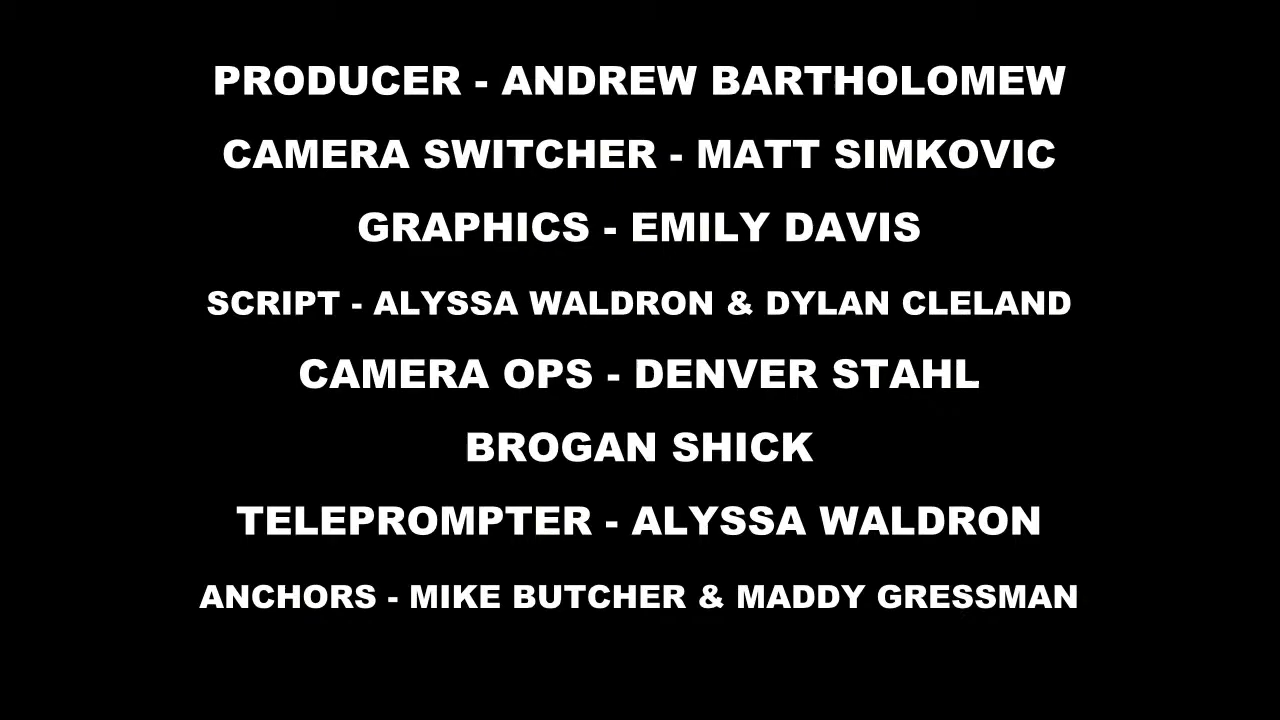 PRODUCER - ANDREW BARTHOLOMEW
CAMERA SWITCHER - MATT SIMKOVIC
GRAPHICS - EMILY DAVIS
SCRIPT - ALYSSA WALDRON & DYLAN CLELAND
CAMERA OPS - DENVER STAHL
BROGAN SHICK
TELEPROMPTER - ALYSSA WALDRON
ANCHORS - MIKE BUTCHER & MADDY GRESSMAN